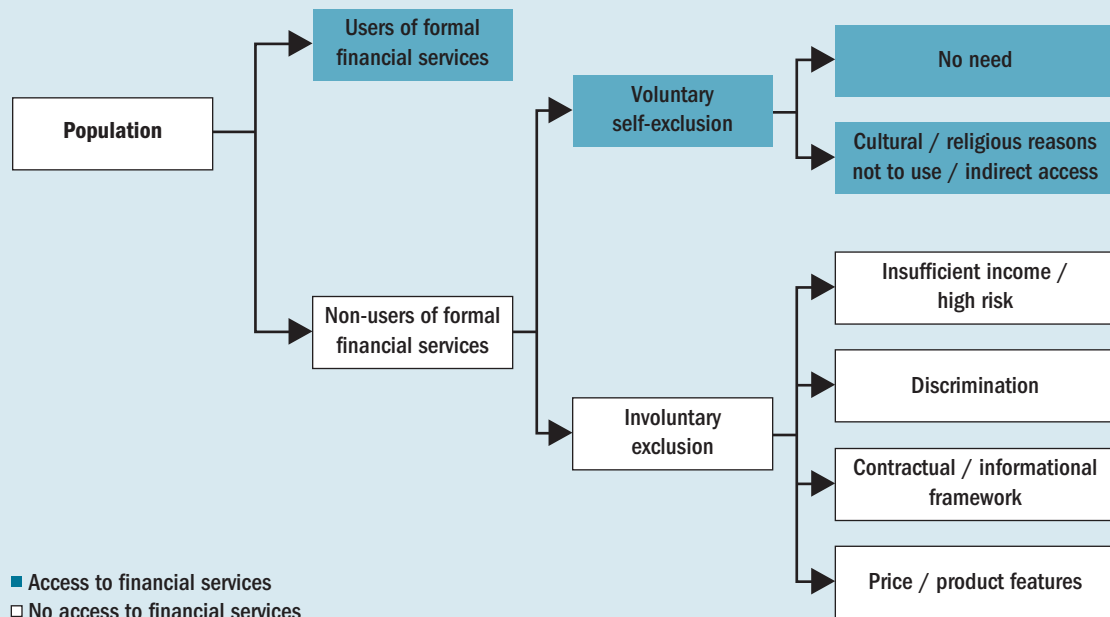 Users of formal
financial services
Population
Voluntary
self-exclusion
No need
Cultural / religious reasons
not to use / indirect access
Non-users of formal
financial services
Involuntary
exclusion
Insufficient income /
high risk
Discrimination
Contractual / informational
framework
Price / product features
Access to financial services
No access to financial services